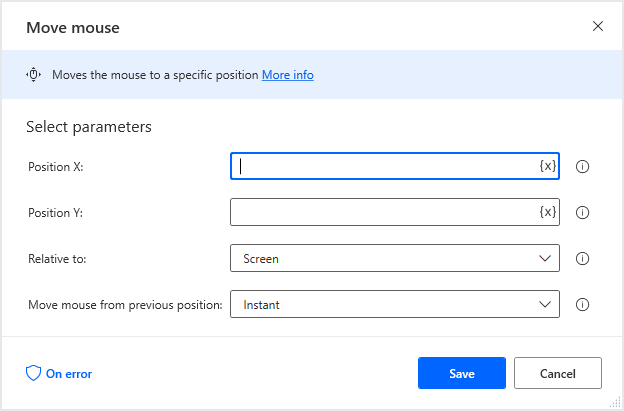 Move mouse
Moves the mouse to a specific position More info
Select parameters
Position X: {x}
Position Y: {x}
Relative to: Screen
Move mouse from previous position: Instant
On error Save Cancel